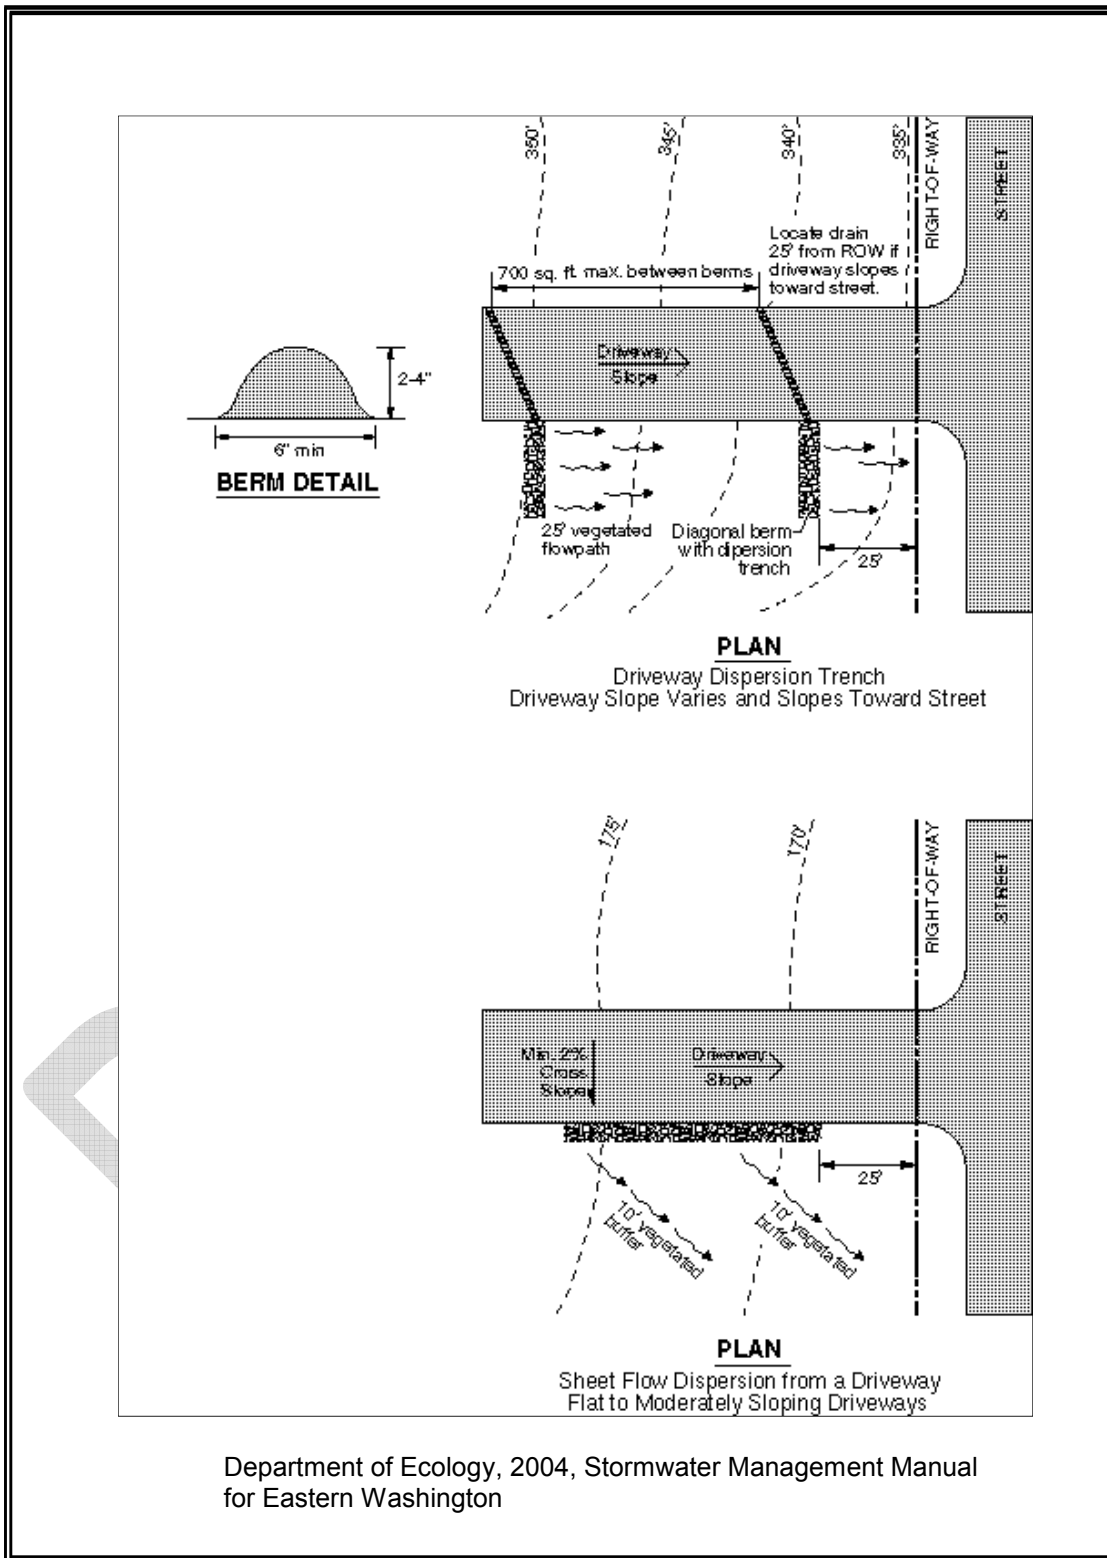 350'
345'
340'
335'
RIGHT-OF-WAY
STREET
Locate drain
25' from ROW if
driveway slopes
toward street.
700 sq. ft. max. between berms
Driveway
Slope
2-4"
6" min
BERM DETAIL
25' vegetated
flowpath
Diagonal berm
with dipersion
trench
25'
PLAN
Driveway Dispersion Trench
Driveway Slope Varies and Slopes Toward Street
175'
170'
RIGHT-OF-WAY
STREET
Min. 2%
Cross
Slope
Driveway
Slope
25'
10' vegetated
buffer
10' vegetated
buffer
PLAN
Sheet Flow Dispersion from a Driveway
Flat to Moderately Sloping Driveways
Department of Ecology, 2004, Stormwater Management Manual
for Eastern Washington